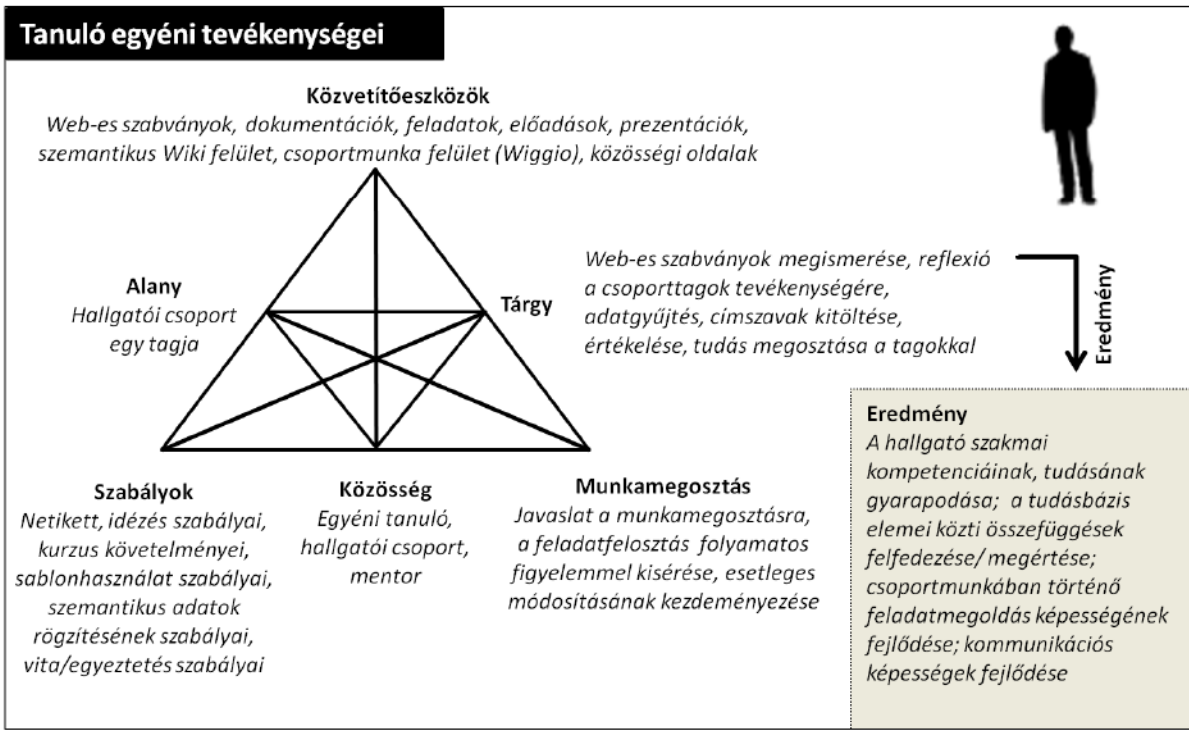 Tanuló egyéni tevékenységei
Közvetítőeszközök
Web-es szabványok, dokumentációk, feladatok, előadások, prezentációk,
szemantikus Wiki felület, csoportmunka felület (Wiggio), közösségi oldalak
Alany
Hallgatói csoport
egy tagja
Tárgy
Web-es szabványok megismerése, reflexió
a csoporttagok tevékenységére,
adatgyűjtés, címszavak kitöltése,
értékelése, tudás megosztása a tagokkal
Eredmény
Szabályok
Netikett, idézés szabályai,
kurzus követelményei,
sablonhasználat szabályai,
szemantikus adatok
rögzítésének szabályai,
vita/egyeztetés szabályai
Közösség
Egyéni tanuló,
hallgatói csoport,
mentor
Munkamegosztás
Javaslat a munkamegosztásra,
a feladatfelosztás folyamatos
figyelemmel kisérése, esetleges
módosításának kezdeményezése
Eredmény
A hallgató szakmai
kompetenciáinak, tudásának
gyarapodása; a tudásbázis
elemei közti összefüggések
felfedezése/ megértése;
csoportmunkában történő
feladatmegoldás képességének
fejlődése; kommunikációs
képességek fejlődése